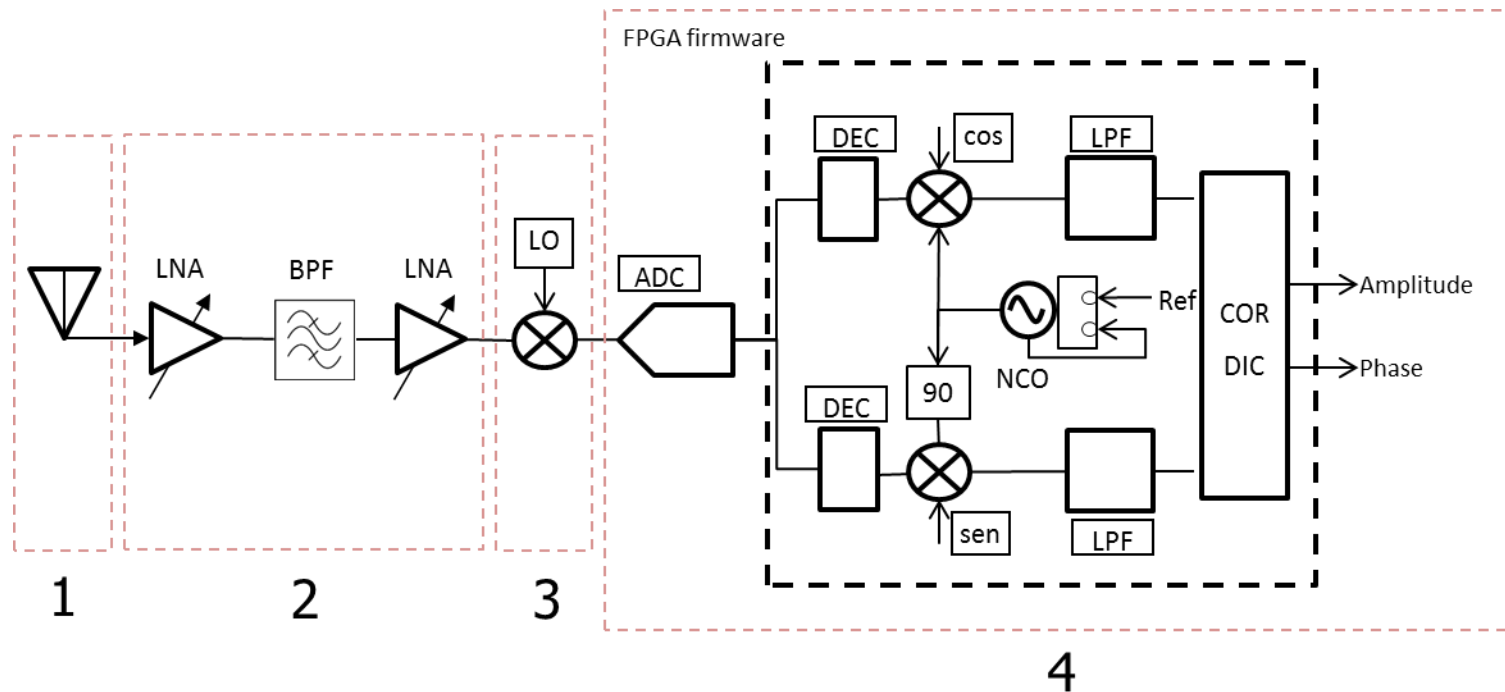 FPGA firmware
DEC
cos
LPF
LNA
BPF
LNA
LO
ADC
Ref
COR
DIC
Amplitude
Phase
NCO
90
DEC
sen
LPF
1
2
3
4